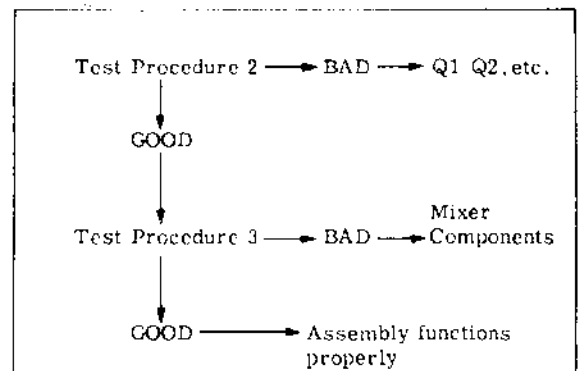 Test Procedure 2 BAD Q1 Q2, etc.
GOOD
Test Procedure 3 BAD Mixer Components
GOOD Assembly functions properly